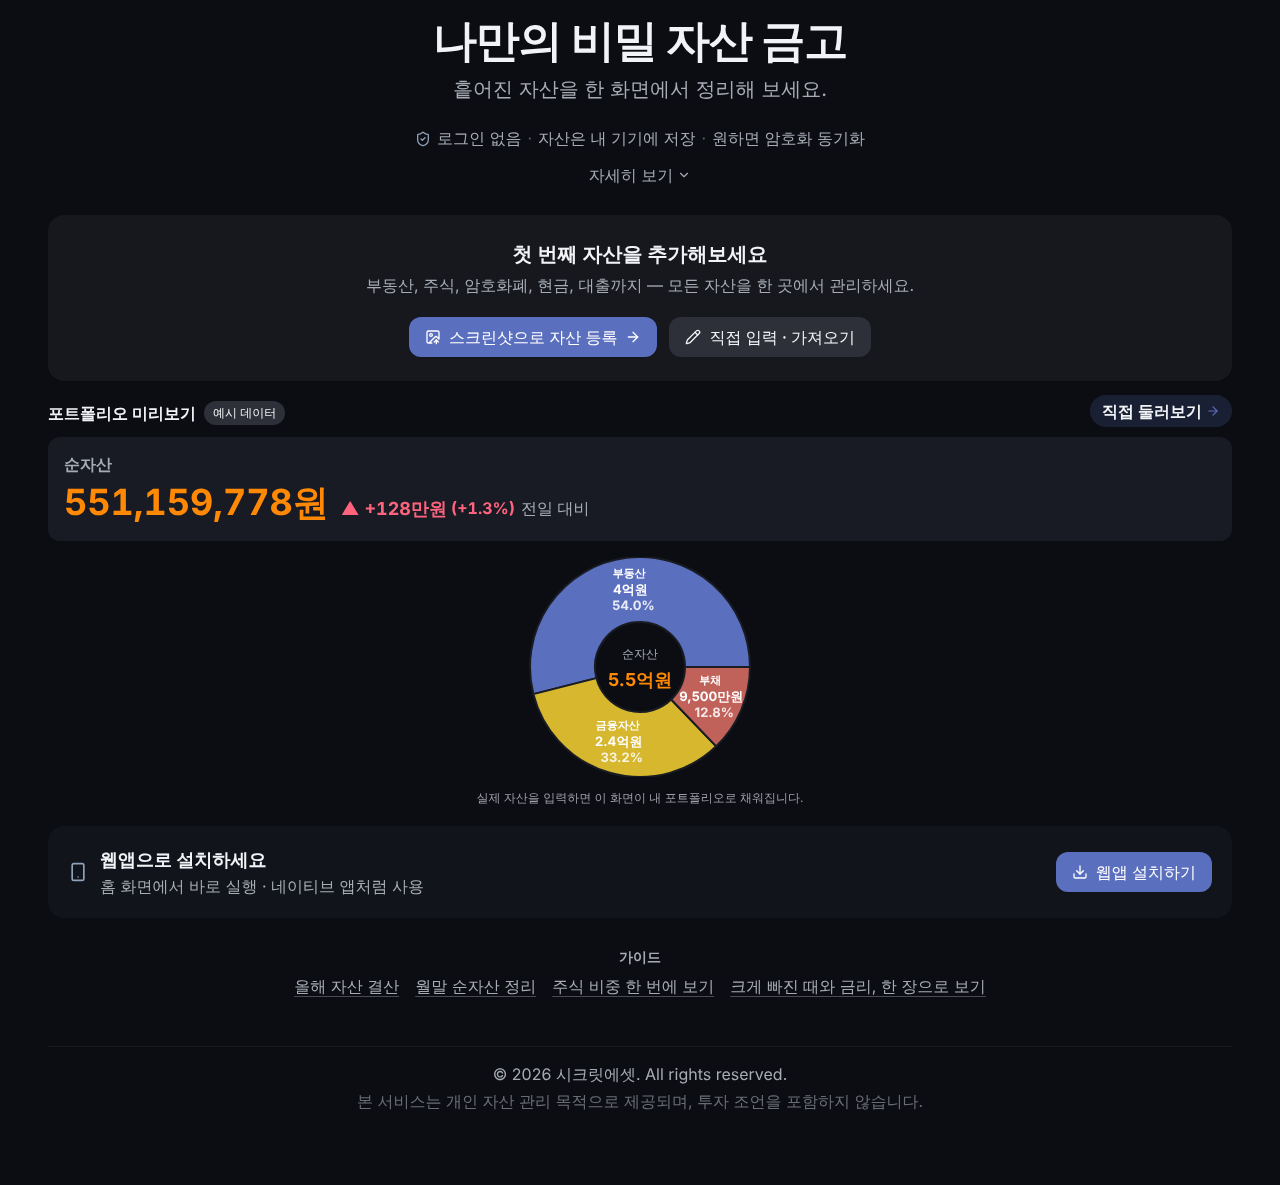 나만의 비밀 자산 금고
흩어진 자산을 한 화면에서 정리해 보세요.
로그인 없음 · 자산은 내 기기에 저장 · 원하면 암호화 동기화
자세히 보기
첫 번째 자산을 추가해보세요
부동산, 주식, 암호화폐, 현금, 대출까지 — 모든 자산을 한 곳에서 관리하세요.
스크린샷으로 자산 등록
직접 입력 · 가져오기
포트폴리오 미리보기 예시 데이터
직접 둘러보기
순자산
551,159,778원 ▲ +128만원 (+1.3%) 전일 대비
부동산
4억원
54.0%
순자산
5.5억원
부채
9,500만원
12.8%
금융자산
2.4억원
33.2%
실제 자산을 입력하면 이 화면이 내 포트폴리오로 채워집니다.
웹앱으로 설치하세요
홈 화면에서 바로 실행 · 네이티브 앱처럼 사용
웹앱 설치하기
가이드
올해 자산 결산 월말 순자산 정리 주식 비중 한 번에 보기 크게 빠진 때와 금리, 한 장으로 보기
© 2026 시크릿에셋. All rights reserved.
본 서비스는 개인 자산 관리 목적으로 제공되며, 투자 조언을 포함하지 않습니다.